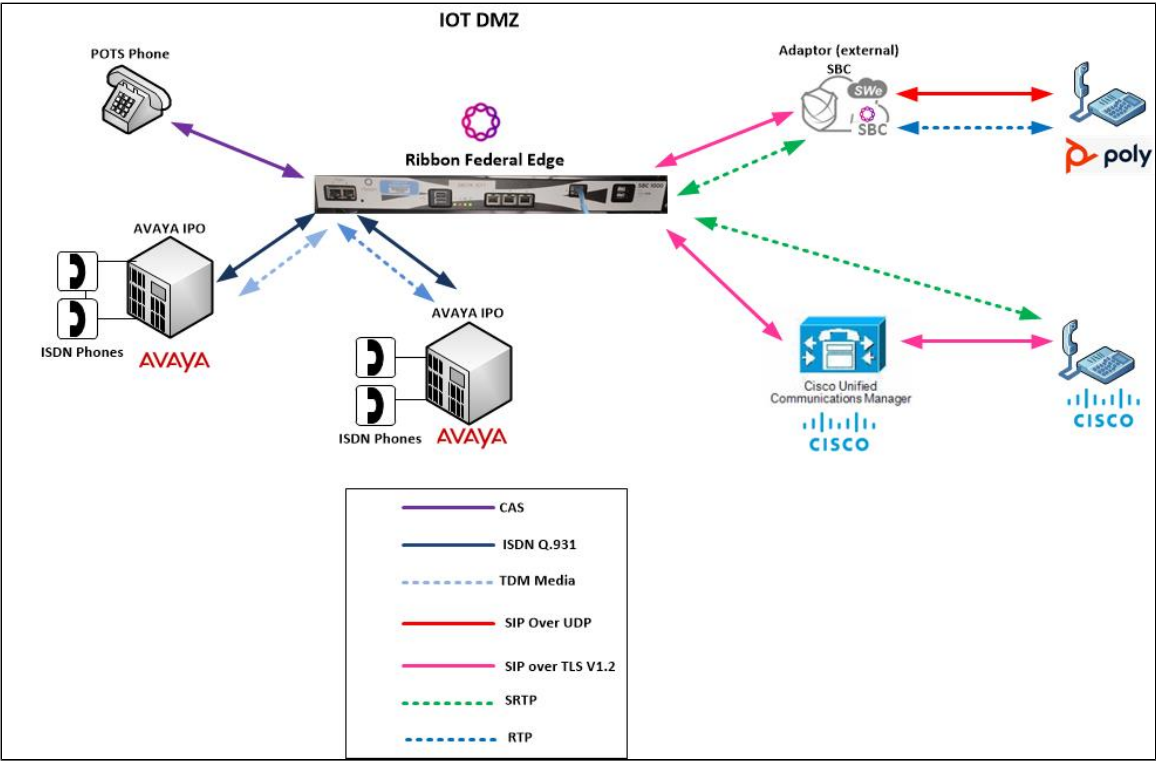 IOT DMZ
POTS Phone
Adaptor (external)
SBC
SWe
SBC
Ribbon Federal Edge
SBC 1000
poly
AVAYA IPO
ISDN Phones
AVAYA
AVAYA IPO
ISDN Phones
AVAYA
Cisco Unified
Communications Manager
CISCO
CISCO
CAS
ISDN Q.931
TDM Media
SIP Over UDP
SIP over TLS V1.2
SRTP
RTP